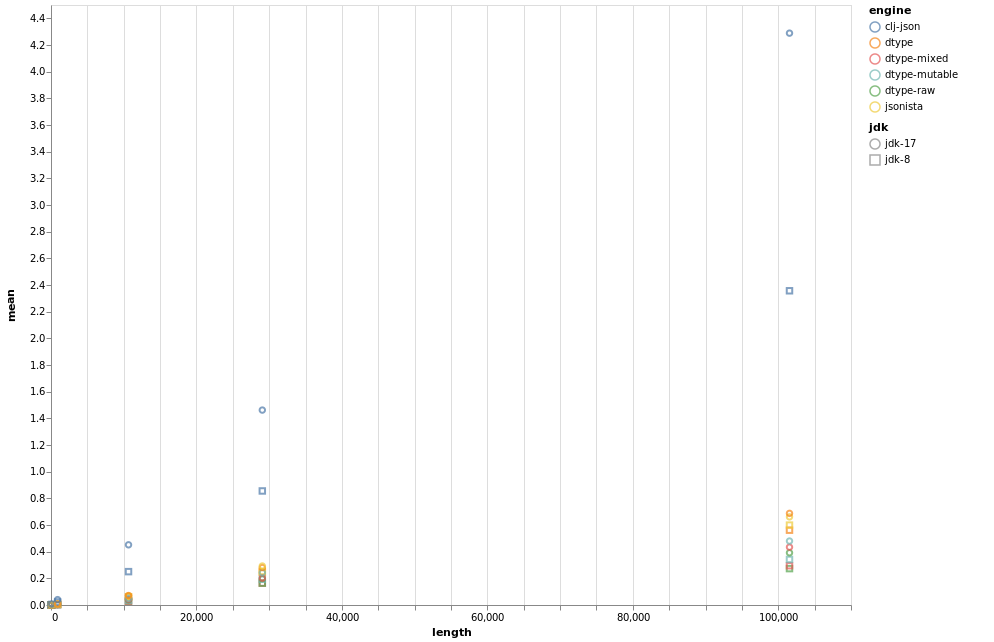 4.4
4.2
4.0
3.8
3.6
3.4
3.2
3.0
2.8
2.6
2.4
2.2
2.0
1.8
1.6
1.4
1.2
1.0
0.8
0.6
0.4
0.2
0.0
mean
0
20,000
40,000
60,000
80,000
100,000
length
engine
clj-json
dtype
dtype-mixed
dtype-mutable
dtype-raw
jsonista
jdk
jdk-17
jdk-8